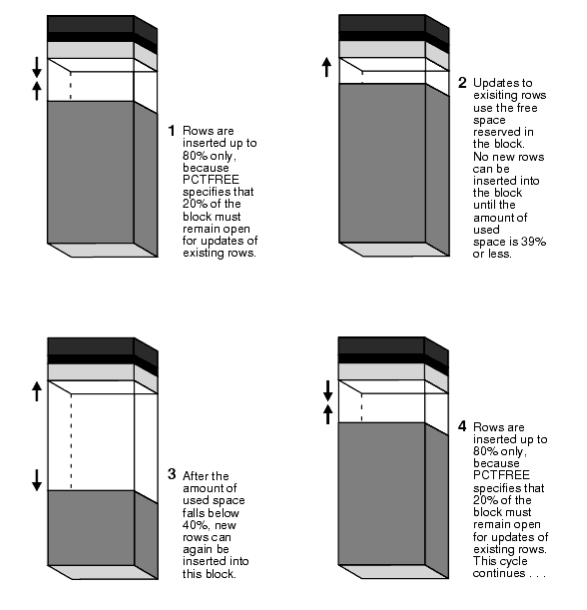 1 Rows are
inserted up to
80% only,
because
PCTFREE
specifies that
20% of the
block must
remain open
for updates of
existing rows.
2 Updates to
exisiting rows
use the free
space
reserved in
the block.
No new rows
can be
inserted into
the block
until the
amount of
used
space is 39%
or less.
3 After the
amount of
used space
falls below
40%, new
rows can
again be
inserted into
this block.
4 Rows are
inserted up to
80% only,
because
PCTFREE
specifies that
20% of the
block must
remain open
for updates of
existing rows.
This cycle
continues . . .